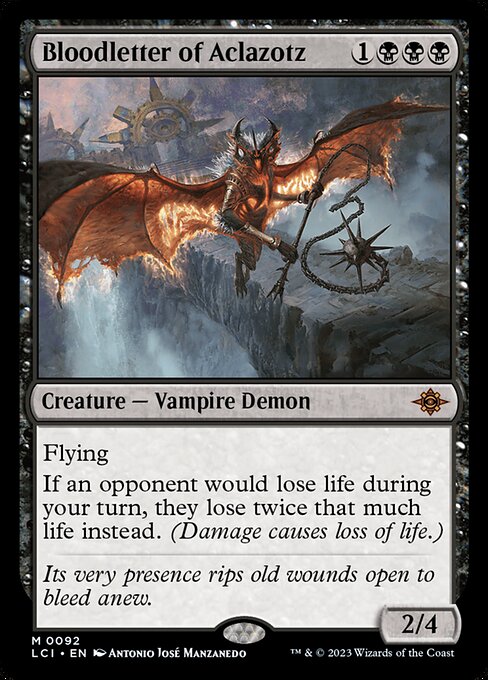 Bloodletter of Aclazotz 1
Creature — Vampire Demon
Flying
If an opponent would lose life during
your turn, they lose twice that much
life instead. (Damage causes loss of life.)
Its very presence rips old wounds open to
bleed anew.
2/4
M 0092
LCI • EN Antonio José Manzanedo
™ & © 2023 Wizards of the Coast